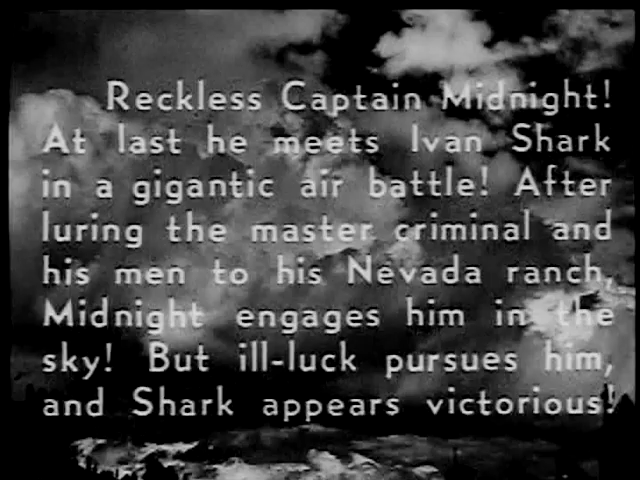 Reckless Captain Midnight!
At last he meets Ivan Shark
in a gigantic air battle! After
luring the master criminal and
his men to his Nevada ranch,
Midnight engages him in the
sky! But ill-luck pursues him,
and Shark appears victorious!